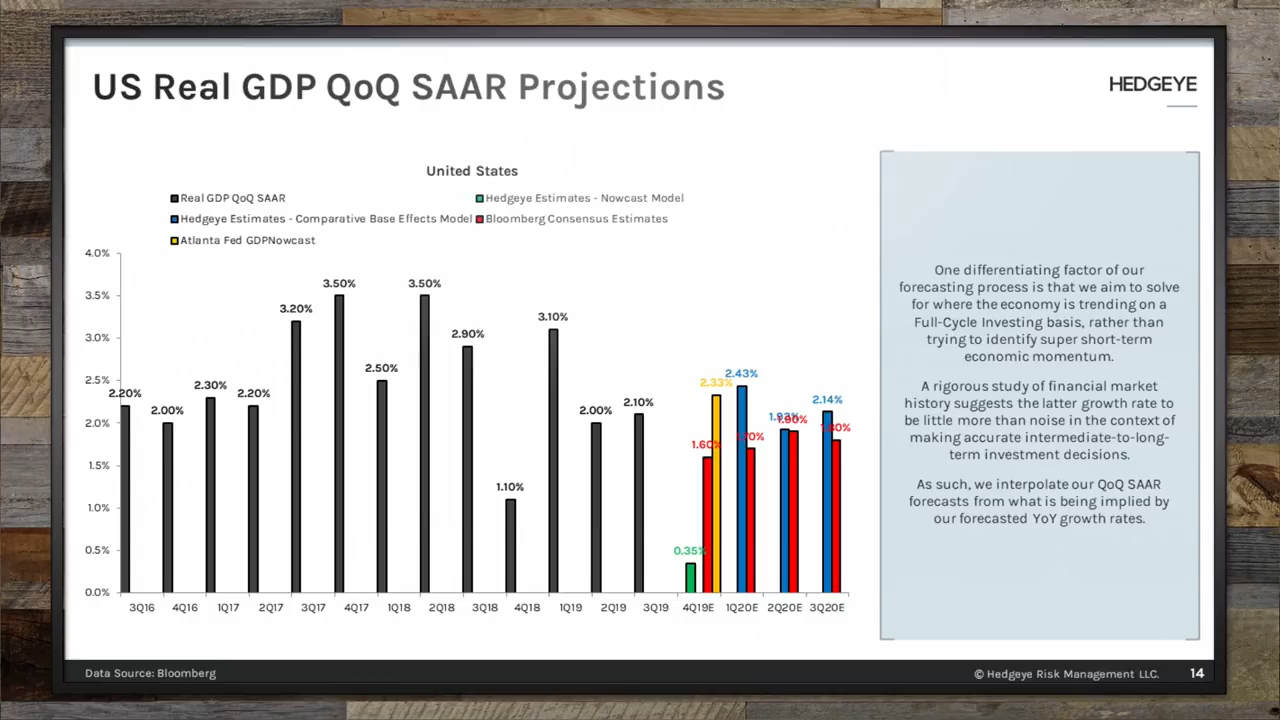 US Real GDP QoQ SAAR Projections
HEDGEYE
United States
Real GDP QoQ SAAR
Hedgeye Estimates - Nowcast Model
Hedgeye Estimates - Comparative Base Effects Model
Bloomberg Consensus Estimates
Atlanta Fed GDPNowcast
4.0%
3.5%
3.0%
2.5%
2.0%
1.5%
1.0%
0.5%
0.0%
2.20%
2.00%
2.30%
2.20%
3.20%
3.50%
2.50%
3.50%
2.90%
1.10%
3.10%
2.00%
2.10%
0.35%
1.60%
2.33%
2.43%
1.70%
1.93%
1.90%
2.14%
1.80%
3Q16 4Q16 1Q17 2Q17 3Q17 4Q17 1Q18 2Q18 3Q18 4Q18 1Q19 2Q19 3Q19 4Q19E 1Q20E 2Q20E 3Q20E
One differentiating factor of our
forecasting process is that we aim to solve
for where the economy is trending on a
Full-Cycle Investing basis, rather than
trying to identify super short-term
economic momentum.
A rigorous study of financial market
history suggests the latter growth rate to
be little more than noise in the context of
making accurate intermediate-to-long-
term investment decisions.
As such, we interpolate our QoQ SAAR
forecasts from what is being implied by
our forecasted YoY growth rates.
Data Source: Bloomberg
© Hedgeye Risk Management LLC.
14